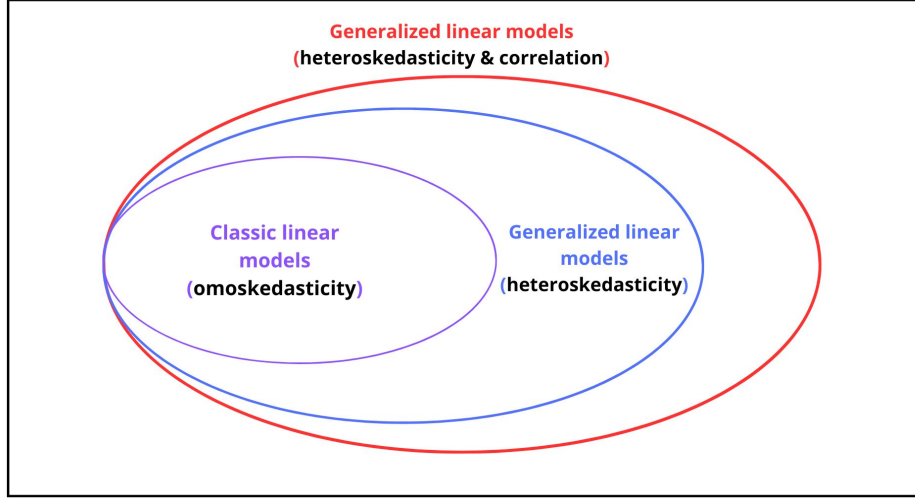 Generalized linear models
(heteroskedasticity & correlation)
Classic linear
models
(omoskedasticity)
Generalized linear
models
(heteroskedasticity)